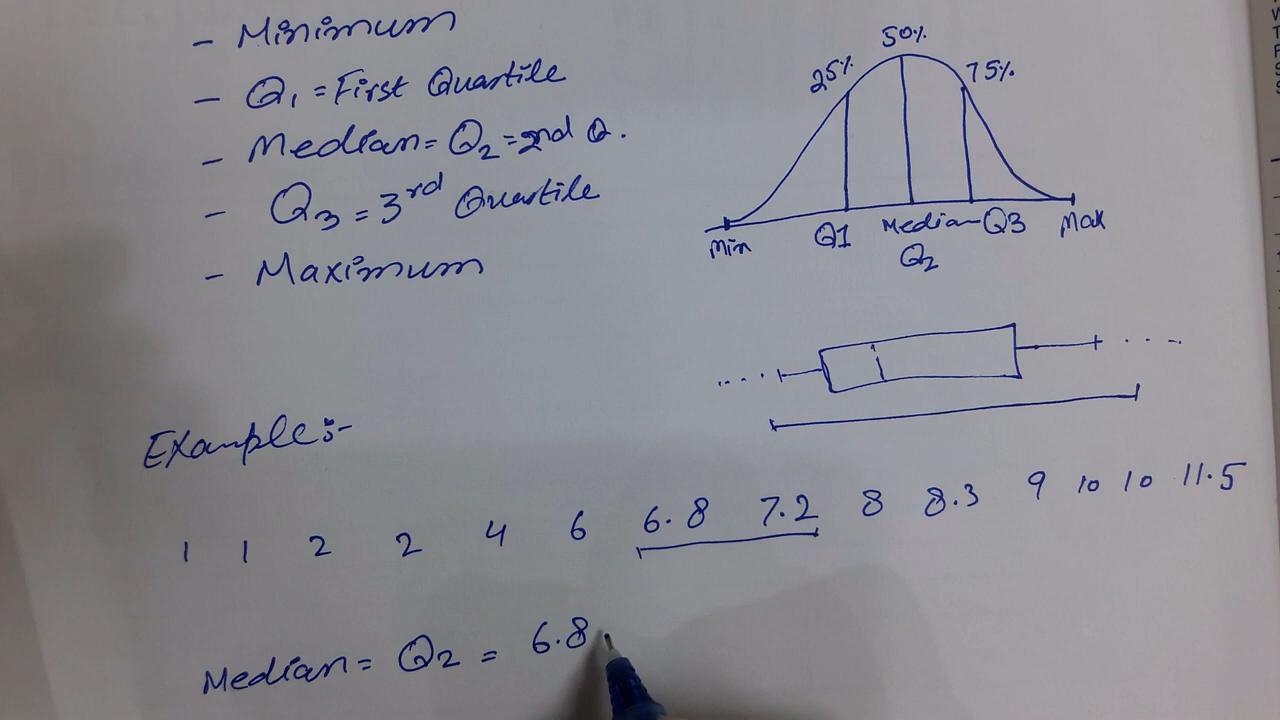 - Minimum
- Q1 = First Quartile
- Median = Q2 = 2nd Q.
- Q3 = 3rd Quartile
- Maximum
25% 50% 75%
Min Q1 Median Q3 Max
Q2
Example:-
1 1 2 2 4 6 6.8 7.2 8 8.3 9 10 10 11.5
Median = Q2 = 6.8